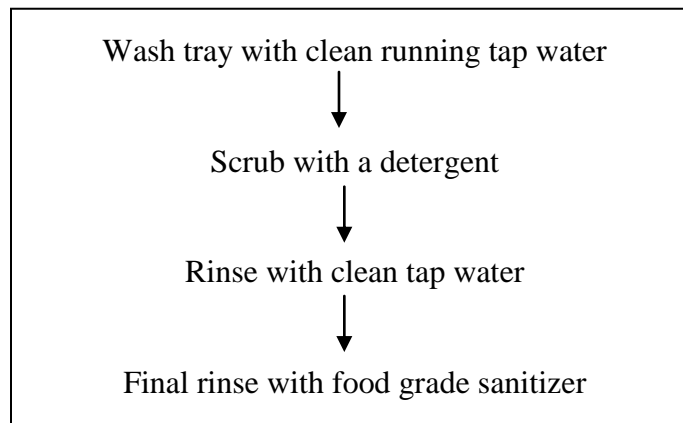 Wash tray with clean running tap water
Scrub with a detergent
Rinse with clean tap water
Final rinse with food grade sanitizer